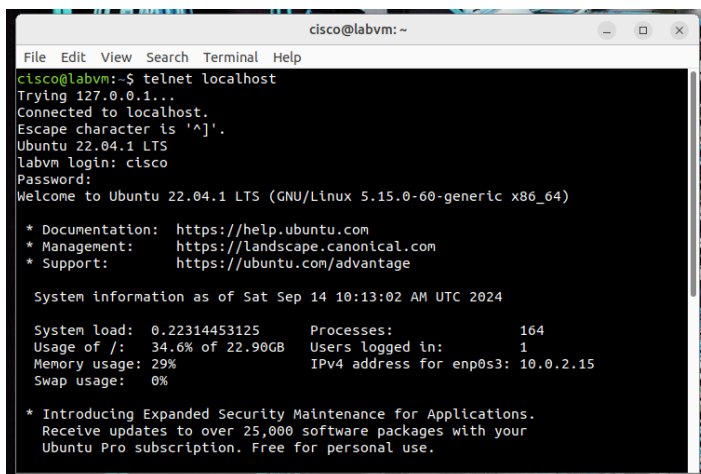 cisco@labvm: ~
File Edit View Search Terminal Help
cisco@labvm:~$ telnet localhost
Trying 127.0.0.1...
Connected to localhost.
Escape character is '^]'.
Ubuntu 22.04.1 LTS
labvm login: cisco
Password:
Welcome to Ubuntu 22.04.1 LTS (GNU/Linux 5.15.0-60-generic x86_64)
* Documentation: https://help.ubuntu.com
* Management: https://landscape.canonical.com
* Support: https://ubuntu.com/advantage
System information as of Sat Sep 14 10:13:02 AM UTC 2024
System load: 0.22314453125 Processes: 164
Usage of /: 34.6% of 22.90GB Users logged in: 1
Memory usage: 29% IPv4 address for enp0s3: 10.0.2.15
Swap usage: 0%
* Introducing Expanded Security Maintenance for Applications.
Receive updates to over 25,000 software packages with your
Ubuntu Pro subscription. Free for personal use.